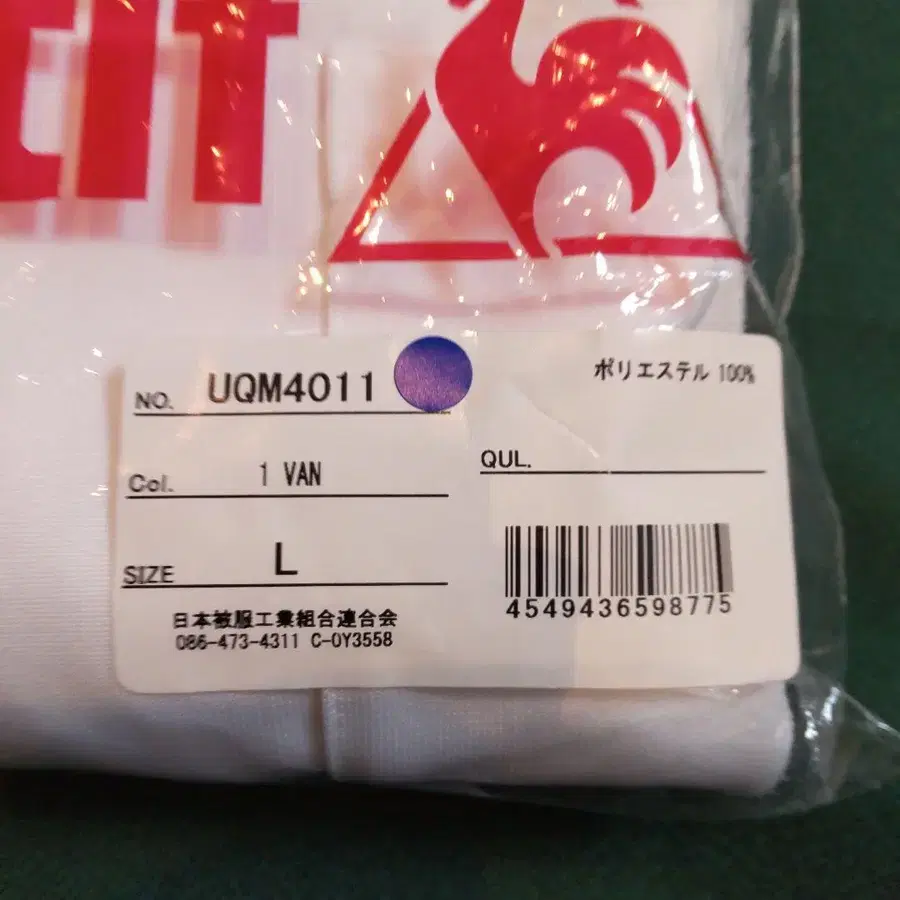 NO. UQM4011
ポリエステル 100%
Col. 1 VAN
QUL.
SIZE L
4549436598775
日本被服工業組合連合会
086-473-4311 C-0Y3558